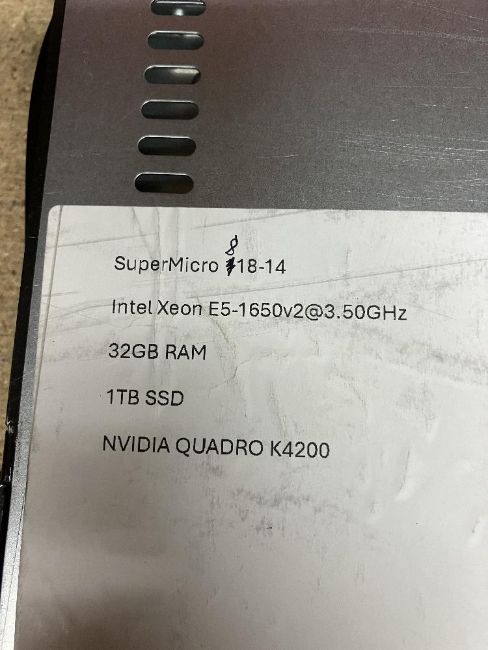 SuperMicro 818-14
Intel Xeon E5-1650v2@3.50GHz
32GB RAM
1TB SSD
NVIDIA QUADRO K4200